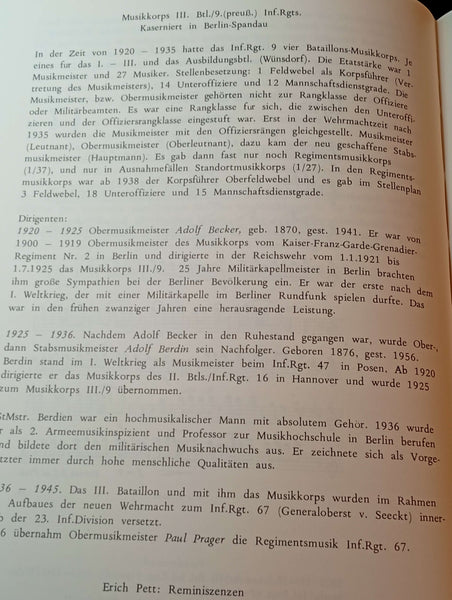 Musikkorps III. Btl./9.(preuß.) Inf.Rgts.
Kaserniert in Berlin-Spandau
In der Zeit von 1920 – 1935 hatte das Inf.Rgt. 9 vier Bataillons-Musikkorps. Je
eines für das I. – III. und das Ausbildungsbtl. (Wünsdorf). Die Etatstärke war 1
Musikmeister und 27 Musiker. Stellenbesetzung: 1 Feldwebel als Korpsführer (Ver-
tretung des Musikmeisters), 14 Unteroffiziere und 12 Mannschaftsdienstgrade. Die
Musikmeister, bzw. Obermusikmeister gehörten nicht zur Rangklasse der Offiziere
oder Militärbeamten. Es war eine Rangklasse für sich, die zwischen den Unteroffi-
zieren und der Offiziersrangklasse eingestuft war. Erst in der Wehrmachtzeit nach
1935 wurden die Musikmeister mit den Offiziersrängen gleichgestellt. Musikmeister
(Leutnant), Obermusikmeister (Oberleutnant), dazu kam der neu geschaffene Stabs-
musikmeister (Hauptmann). Es gab dann fast nur noch Regimentsmusikkorps
(1/37), und nur in Ausnahmefällen Standortmusikkorps (1/27). In den Regiments-
musikkorps war ab 1938 der Korpsführer Oberfeldwebel und es gab im Stellenplan
3 Feldwebel, 18 Unteroffiziere und 15 Mannschaftsdienstgrade.
Dirigenten:
1920 – 1925 Obermusikmeister Adolf Becker, geb. 1870, gest. 1941. Er war von
1900 – 1919 Obermusikmeister des Musikkorps vom Kaiser-Franz-Garde-Grenadier-
Regiment Nr. 2 in Berlin und dirigierte in der Reichswehr vom 1.1.1921 bis
1.7.1925 das Musikkorps III./9. 25 Jahre Militärkapellmeister in Berlin brachten
ihm große Sympathien bei der Berliner Bevölkerung ein. Er war der erste nach dem
I. Weltkrieg, der mit einer Militärkapelle im Berliner Rundfunk spielen durfte. Das
war in den frühen zwanziger Jahren eine herausragende Leistung.
1925 – 1936. Nachdem Adolf Becker in den Ruhestand gegangen war, wurde Ober-,
dann Stabsmusikmeister Adolf Berdin sein Nachfolger. Geboren 1876, gest. 1956.
Berdin stand im I. Weltkrieg als Musikmeister beim Inf.Rgt. 47 in Posen. Ab 1920
dirigierte er das Musikkorps des II. Btls./Inf.Rgt. 16 in Hannover und wurde 1925
zum Musikkorps III./9 übernommen.
StMstr. Berdien war ein hochmusikalischer Mann mit absolutem Gehör. 1936 wurde
er als 2. Armeemusikinspizient und Professor zur Musikhochschule in Berlin berufen
nd bildete dort den militärischen Musiknachwuchs aus. Er zeichnete sich als Vorge-
tzter immer durch hohe menschliche Qualitäten aus.
36 – 1945. Das III. Bataillon und mit ihm das Musikkorps wurden im Rahmen
Aufbaues der neuen Wehrmacht zum Inf.Rgt. 67 (Generaloberst v. Seeckt) inner-
b der 23. Inf.Division versetzt.
6 übernahm Obermusikmeister Paul Prager die Regimentsmusik Inf.Rgt. 67.
Erich Pett: Reminiszenzen